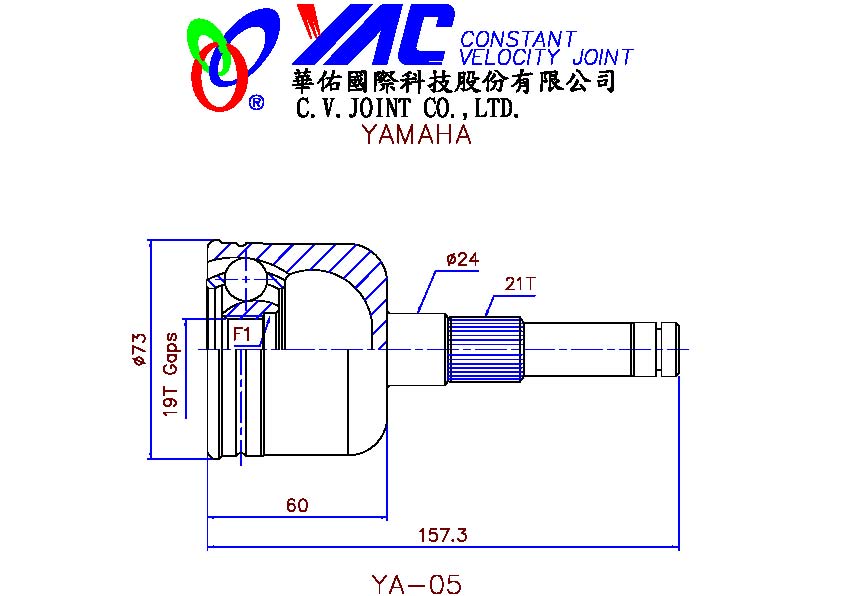 YAC CONSTANT
VELOCITY JOINT
®
華佑國際科技股份有限公司
C.V.JOINT CO.,LTD.
YAMAHA
ø24
21T
F1
ø73
19T Gaps
60
157.3
YA-05